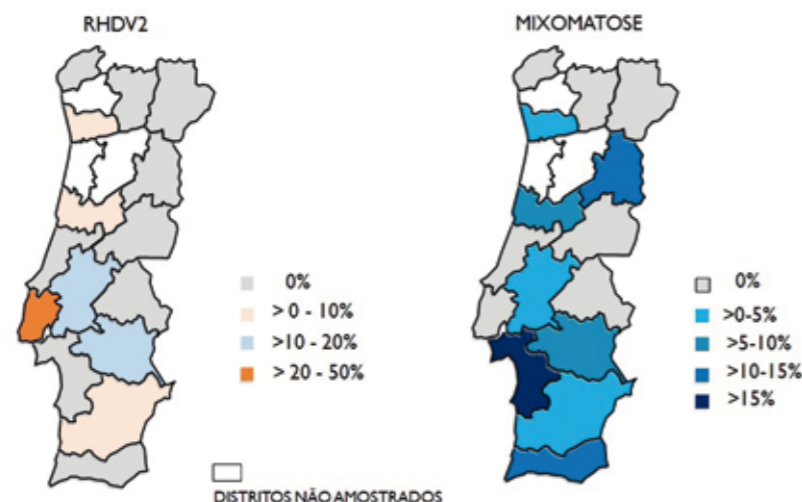 RHDV2
0%
> 0 - 10%
>10 - 20%
> 20 - 50%
DISTRITOS NÃO AMOSTRADOS
MIXOMATOSE
0%
>0-5%
>5-10%
>10-15%
>15%